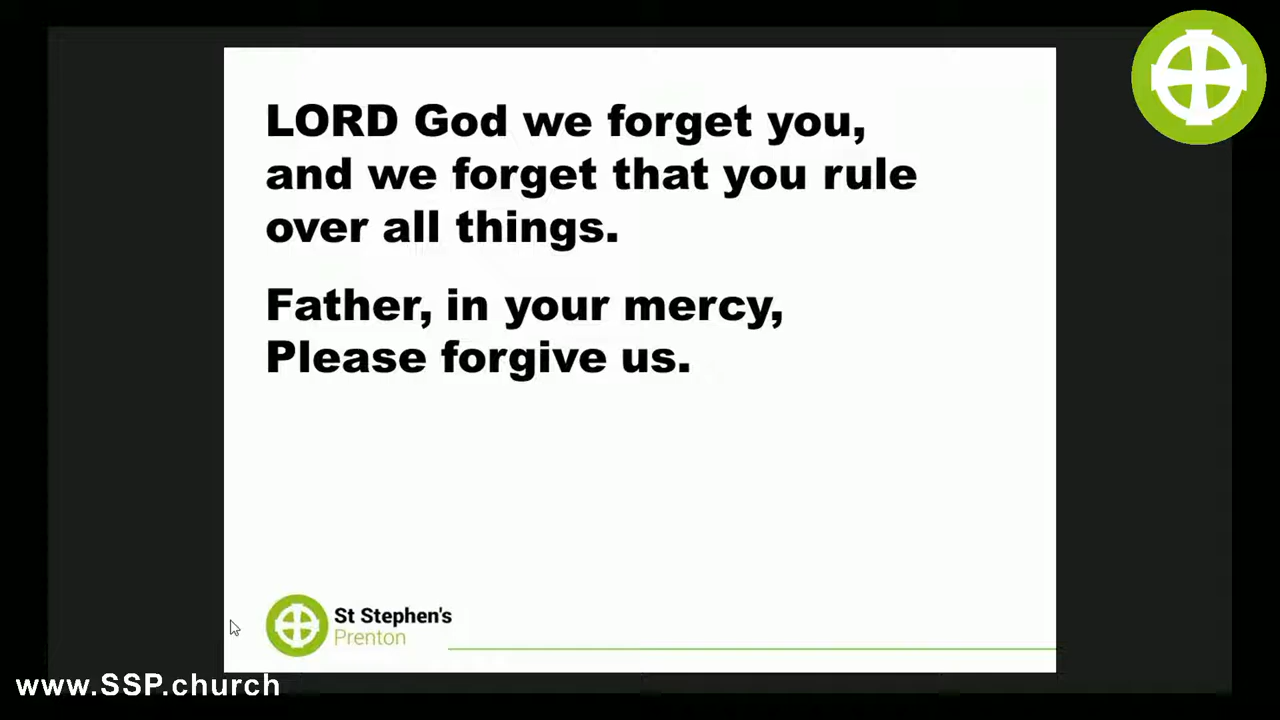 LORD God we forget you,
and we forget that you rule
over all things.
Father, in your mercy,
Please forgive us.
St Stephen's
Prenton
www.SSP.church